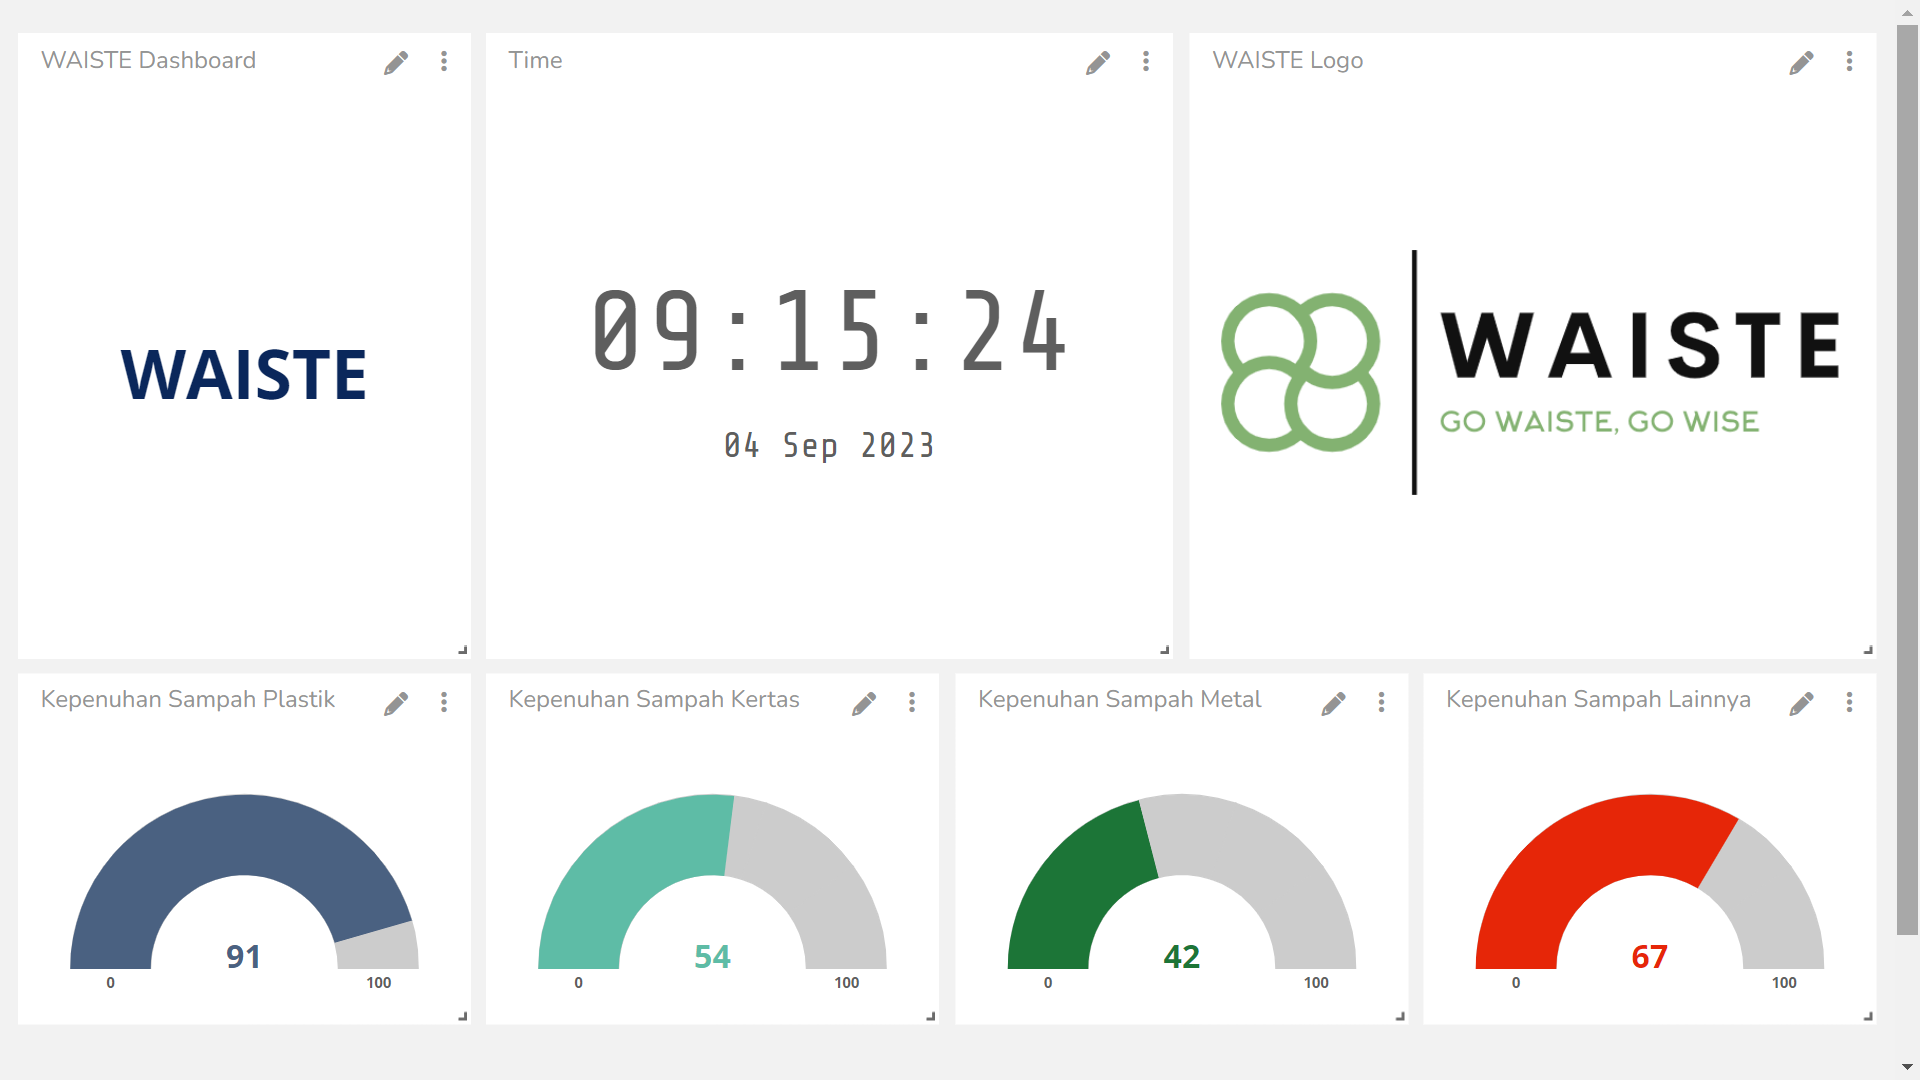 WAISTE Dashboard
WAISTE
Time
09:15:24
04 Sep 2023
WAISTE Logo
WAISTE
GO WAISTE, GO WISE
Kepenuhan Sampah Plastik
91
0 100
Kepenuhan Sampah Kertas
54
0 100
Kepenuhan Sampah Metal
42
0 100
Kepenuhan Sampah Lainnya
67
0 100